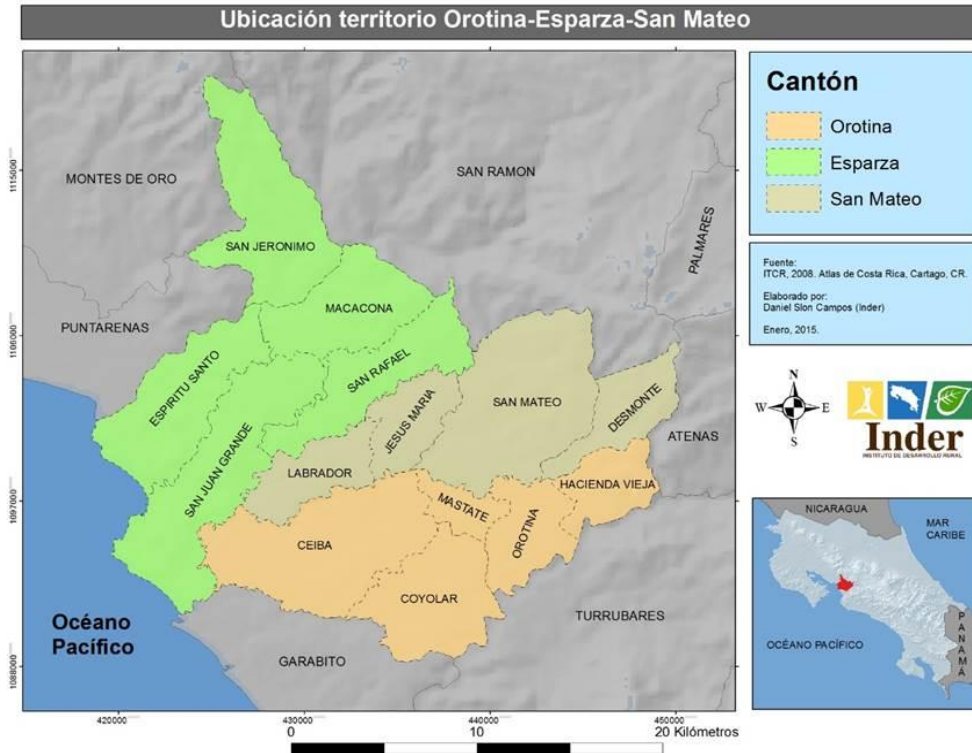 Ubicación territorio Orotina-Esparza-San Mateo
MONTES DE ORO
SAN RAMON
PALMARES
SAN JERONIMO
MACACONA
PUNTARENAS
ESPIRITU SANTO
SAN RAFAEL
SAN JUAN GRANDE
JESUS MARIA
SAN MATEO
DESMONTE
ATENAS
LABRADOR
HACIENDA VIEJA
MASTATE
OROTINA
CEIBA
COYOLAR
TURRUBARES
GARABITO
Océano
Pacífico
1115000
1106000
1097000
1088000
420000
430000
440000
450000
0
10
20 Kilómetros
Cantón
Orotina
Esparza
San Mateo
Fuente:
ITCR, 2008. Atlas de Costa Rica, Cartago, CR.
Elaborado por:
Daniel Slon Campos (Inder)
Enero, 2015.
N
W
E
S
Inder
INSTITUTO DE DESARROLLO RURAL
NICARAGUA
MAR
CARIBE
OCÉANO PACÍFICO
PANAMÁ